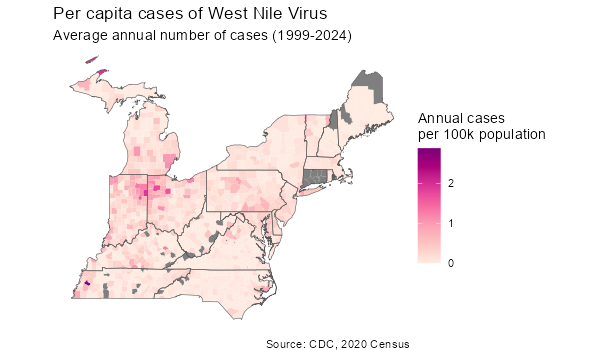 Per capita cases of West Nile Virus
Average annual number of cases (1999-2024)
Annual cases
per 100k population
2
1
0
Source: CDC, 2020 Census